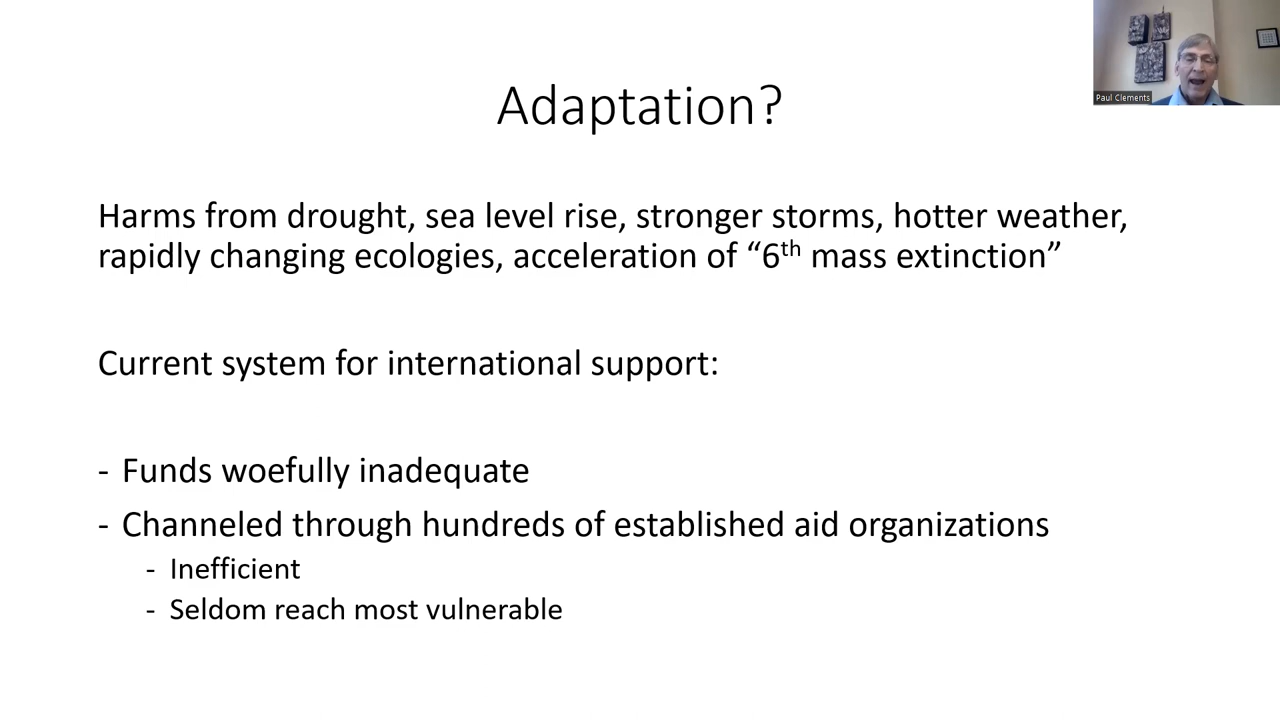 Paul Clements
Adaptation?
Harms from drought, sea level rise, stronger storms, hotter weather,
rapidly changing ecologies, acceleration of “6th mass extinction”
Current system for international support:
- Funds woefully inadequate
- Channeled through hundreds of established aid organizations
- Inefficient
- Seldom reach most vulnerable